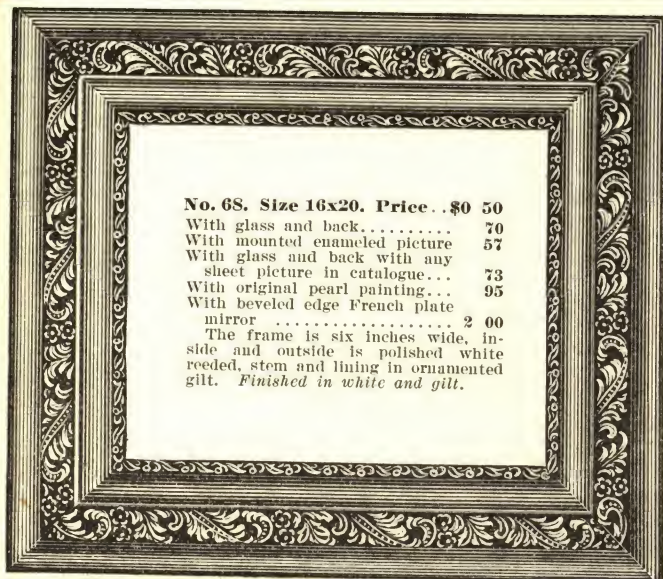 No. 68. Size 16x20. Price..$0 50
With glass and back.......... 70
With mounted enameled picture 57
With glass and back with any
sheet picture in catalogue... 73
With original pearl painting... 95
With beveled edge French plate
mirror ................... 2 00
The frame is six inches wide, in-
side and outside is polished white
reeded, stem and lining in ornamented
gilt. Finished in white and gilt.